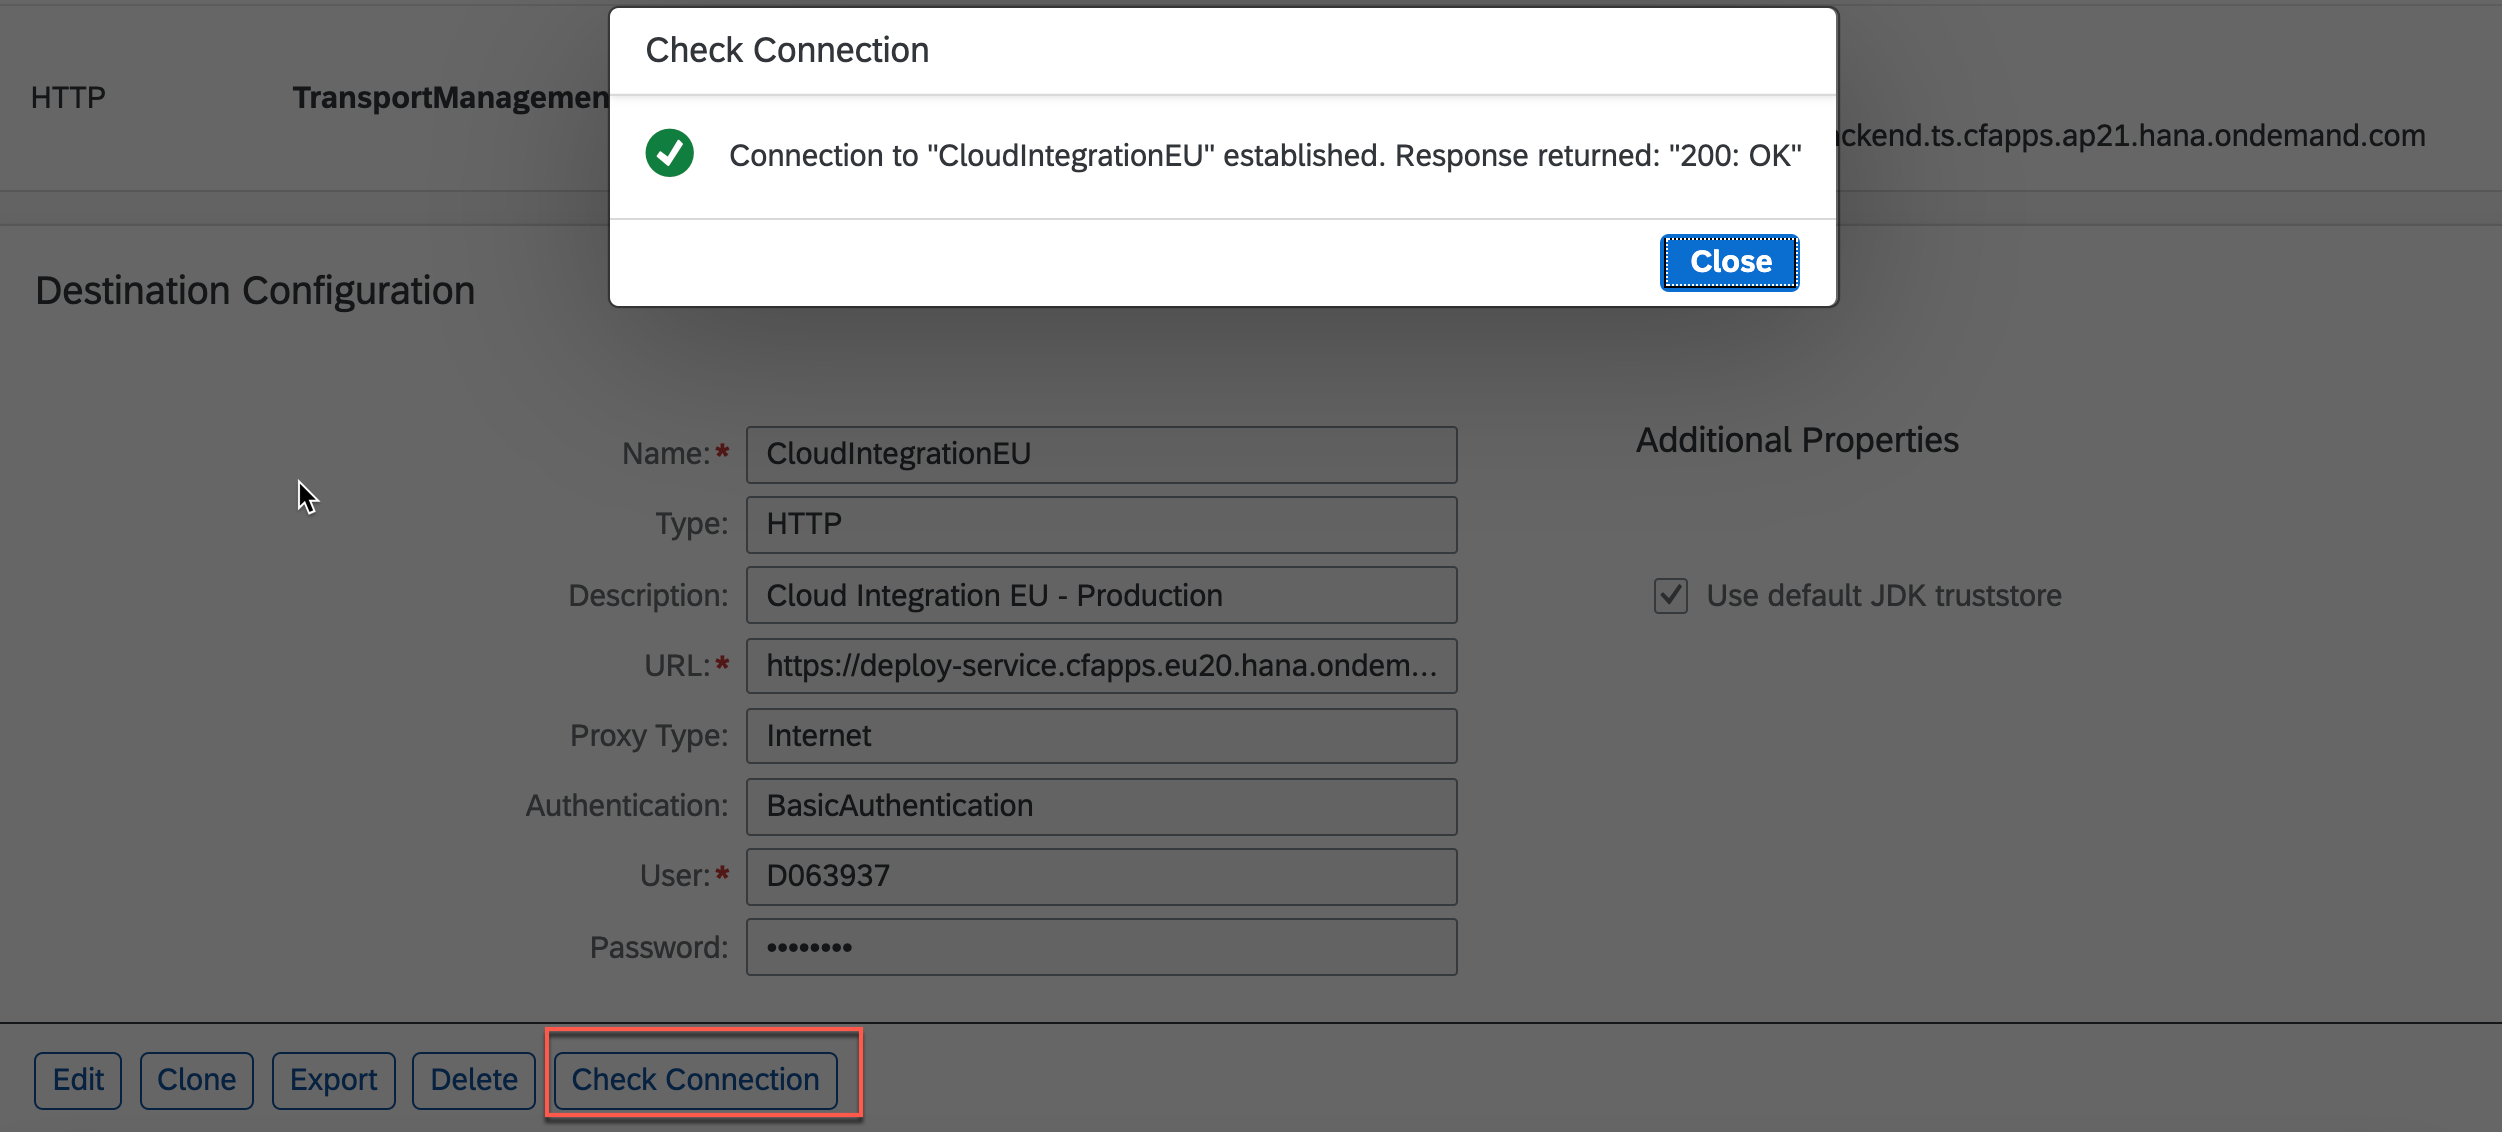 Check Connection
HTTP
TransportManagemen
Connection to "CloudIntegrationEU" established. Response returned: "200: OK"
ckend.ts.cfapps.ap21.hana.ondemand.com
Close
Destination Configuration
Name:* CloudIntegrationEU
Additional Properties
Type: HTTP
Description: Cloud Integration EU - Production
Use default JDK truststore
URL:* https://deploy-service.cfapps.eu20.hana.ondem...
Proxy Type: Internet
Authentication: BasicAuthentication
User:* D063937
Password: ••••••••
Edit Clone Export Delete Check Connection